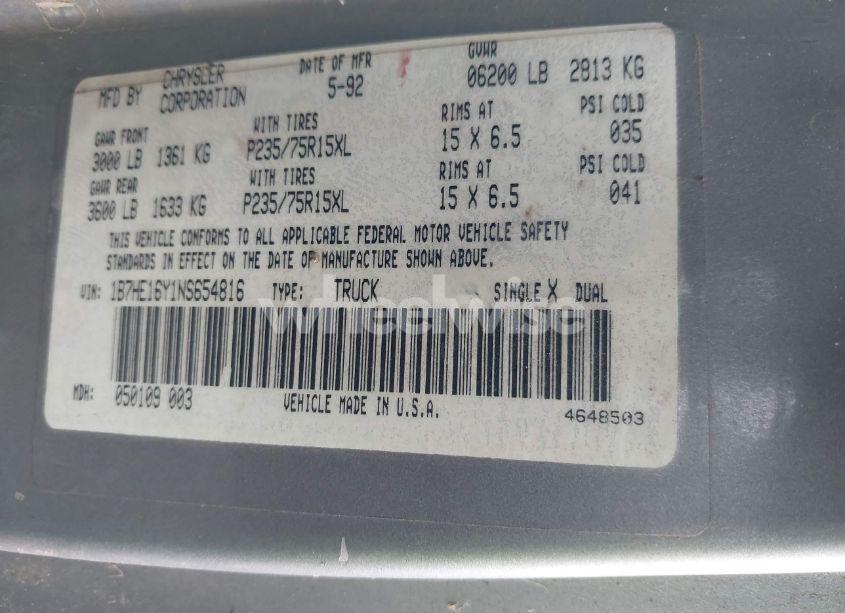 MFD BY CHRYSLER CORPORATION DATE OF MFR 5-92 GVWR 06200 LB 2813 KG
GAWR FRONT WITH TIRES RIMS AT PSI COLD
3000 LB 1361 KG P235/75R15XL 15 X 6.5 035
GAWR REAR WITH TIRES RIMS AT PSI COLD
3600 LB 1633 KG P235/75R15XL 15 X 6.5 041
THIS VEHICLE CONFORMS TO ALL APPLICABLE FEDERAL MOTOR VEHICLE SAFETY
STANDARDS IN EFFECT ON THE DATE OF MANUFACTURE SHOWN ABOVE.
VIN: 1B7HE16Y1NS654816 TYPE: TRUCK SINGLE X DUAL
wheelwise
MDH: 050109 003 VEHICLE MADE IN U.S.A. 4648503